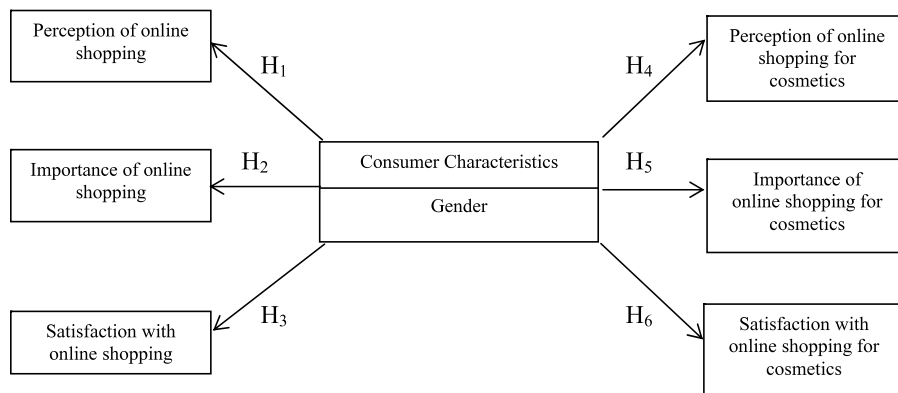 Perception of online
shopping
H₁
Importance of online
shopping
H₂
Satisfaction with
online shopping
H₃
Consumer Characteristics
Gender
H₄
Perception of online
shopping for
cosmetics
H₅
Importance of
online shopping for
cosmetics
H₆
Satisfaction with
online shopping for
cosmetics